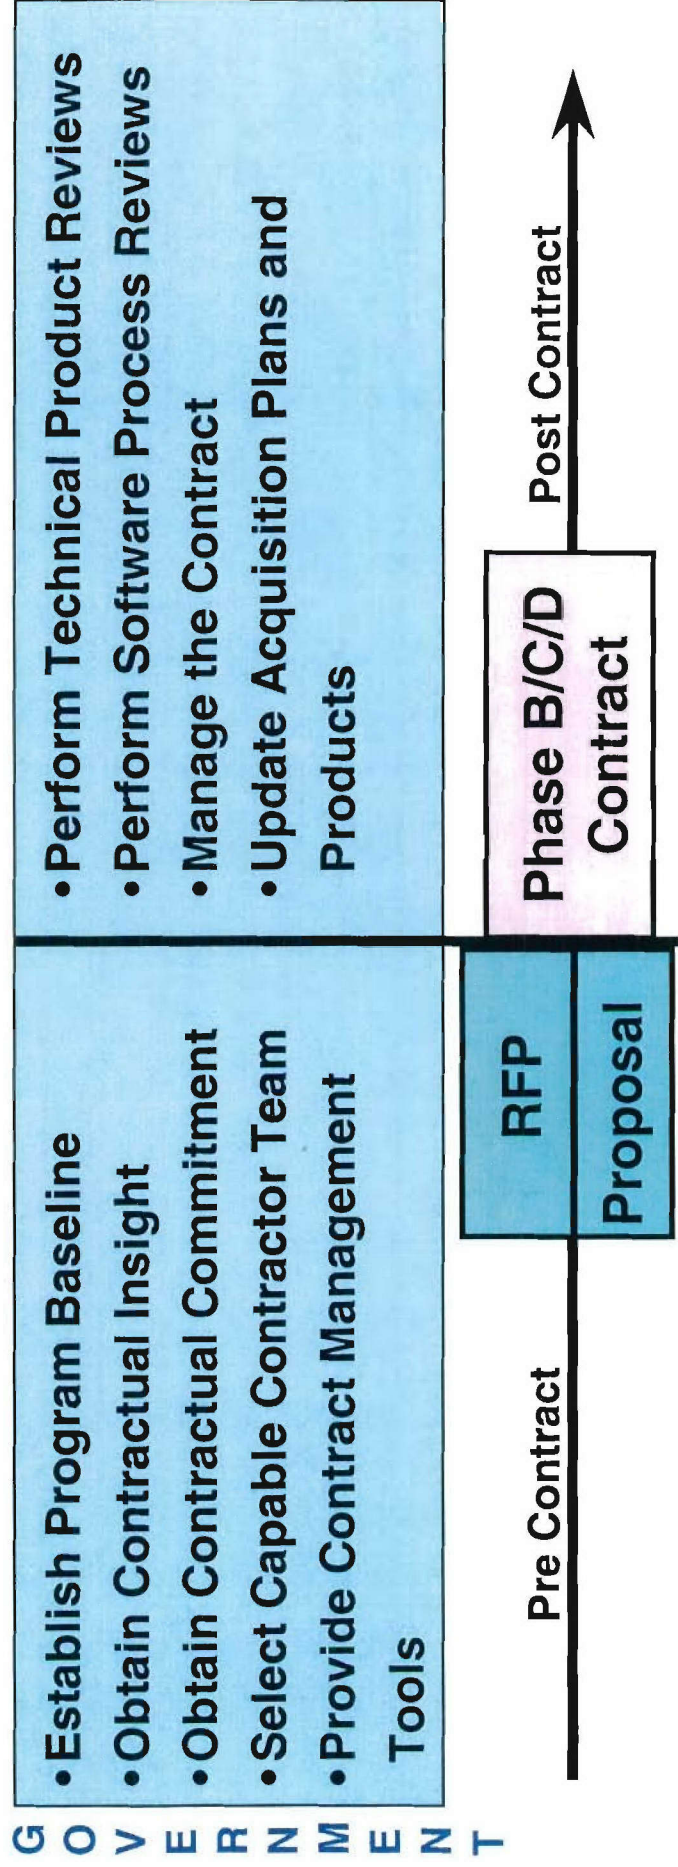 GOVERNMENT
•Establish Program Baseline
•Obtain Contractual Insight
•Obtain Contractual Commitment
•Select Capable Contractor Team
•Provide Contract Management
Tools
•Perform Technical Product Reviews
•Perform Software Process Reviews
•Manage the Contract
•Update Acquisition Plans and
Products
Pre Contract
RFP
Proposal
Phase B/C/D
Contract
Post Contract